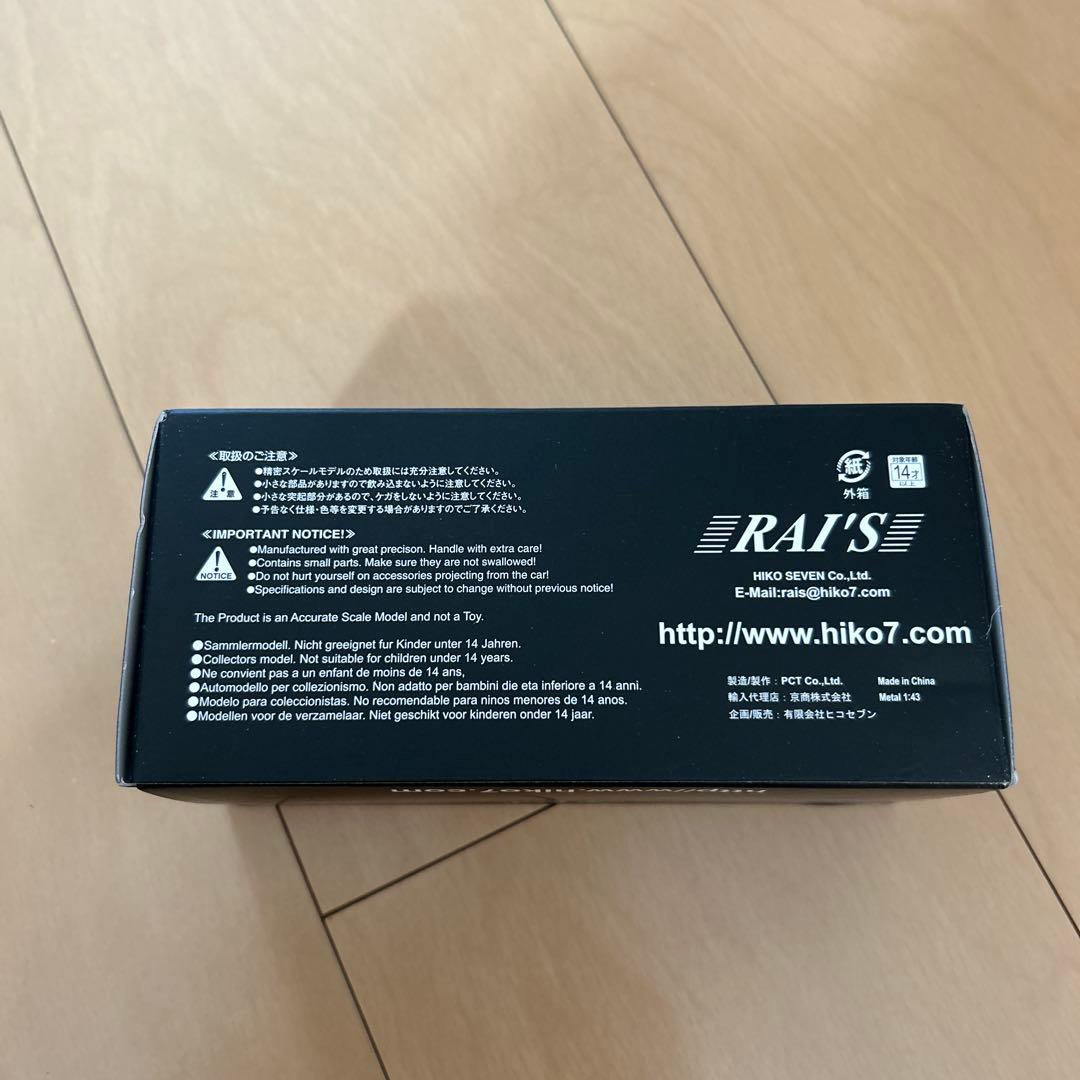 ≪取扱のご注意≫
注意
●精密スケールモデルのため取扱には充分注意してください。
●小さな部品がありますので飲み込まないように注意してください。
●小さな突起部分があるので、ケガをしないように注意してください。
●予告なく仕様・色等を変更する場合がありますのでご了承ください。
≪IMPORTANT NOTICE!≫
NOTICE
●Manufactured with great precison. Handle with extra care!
●Contains small parts. Make sure they are not swallowed!
●Do not hurt yourself on accessories projecting from the car!
●Specifications and design are subject to change without previous notice!
The Product is an Accurate Scale Model and not a Toy.
●Sammlermodell. Nicht geeignet fur Kinder unter 14 Jahren.
●Collectors model. Not suitable for children under 14 years.
●Ne convient pas a un enfant de moins de 14 ans,
●Automodello per collezionismo. Non adatto per bambini die eta inferiore a 14 anni.
●Modelo para coleccionistas. No recomendable para ninos menores de 14 anos.
●Modellen voor de verzamelaar. Niet geschikt voor kinderen onder 14 jaar.
紙
外箱
対象年齢
14才
以上
RAI'S
HIKO SEVEN Co.,Ltd.
E-Mail:rais@hiko7.com
http://www.hiko7.com
製造/製作：PCT Co.,Ltd. Made in China
輸入代理店：京商株式会社 Metal 1:43
企画/販売：有限会社ヒコセブン
http://www.hiko7.com